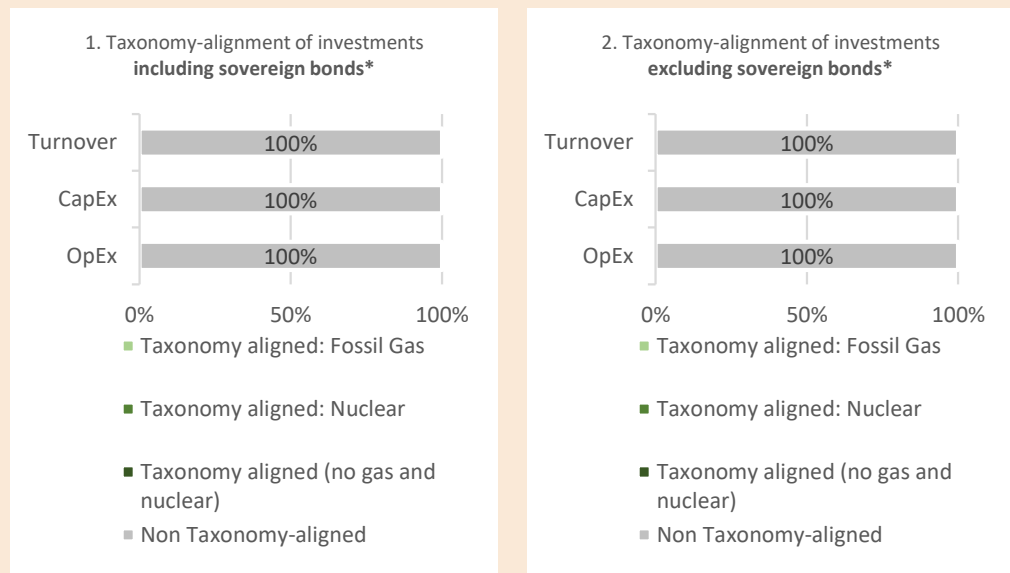 1. Taxonomy-alignment of investments
including sovereign bonds*
Turnover
100%
CapEx
100%
OpEx
100%
0%
50%
100%
Taxonomy aligned: Fossil Gas
Taxonomy aligned: Nuclear
Taxonomy aligned (no gas and
nuclear)
Non Taxonomy-aligned
2. Taxonomy-alignment of investments
excluding sovereign bonds*
Turnover
100%
CapEx
100%
OpEx
100%
0%
50%
100%
Taxonomy aligned: Fossil Gas
Taxonomy aligned: Nuclear
Taxonomy aligned (no gas and
nuclear)
Non Taxonomy-aligned